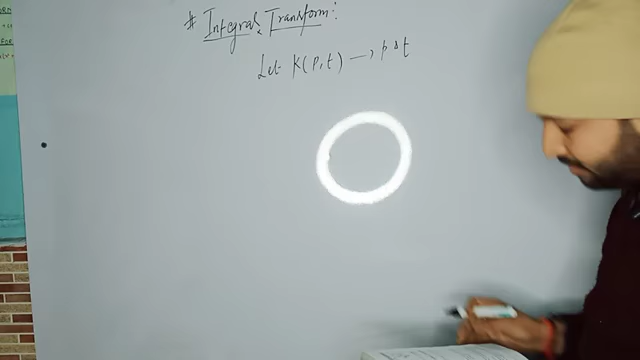 # Integral Transform:
Let K(p,t) → p & t